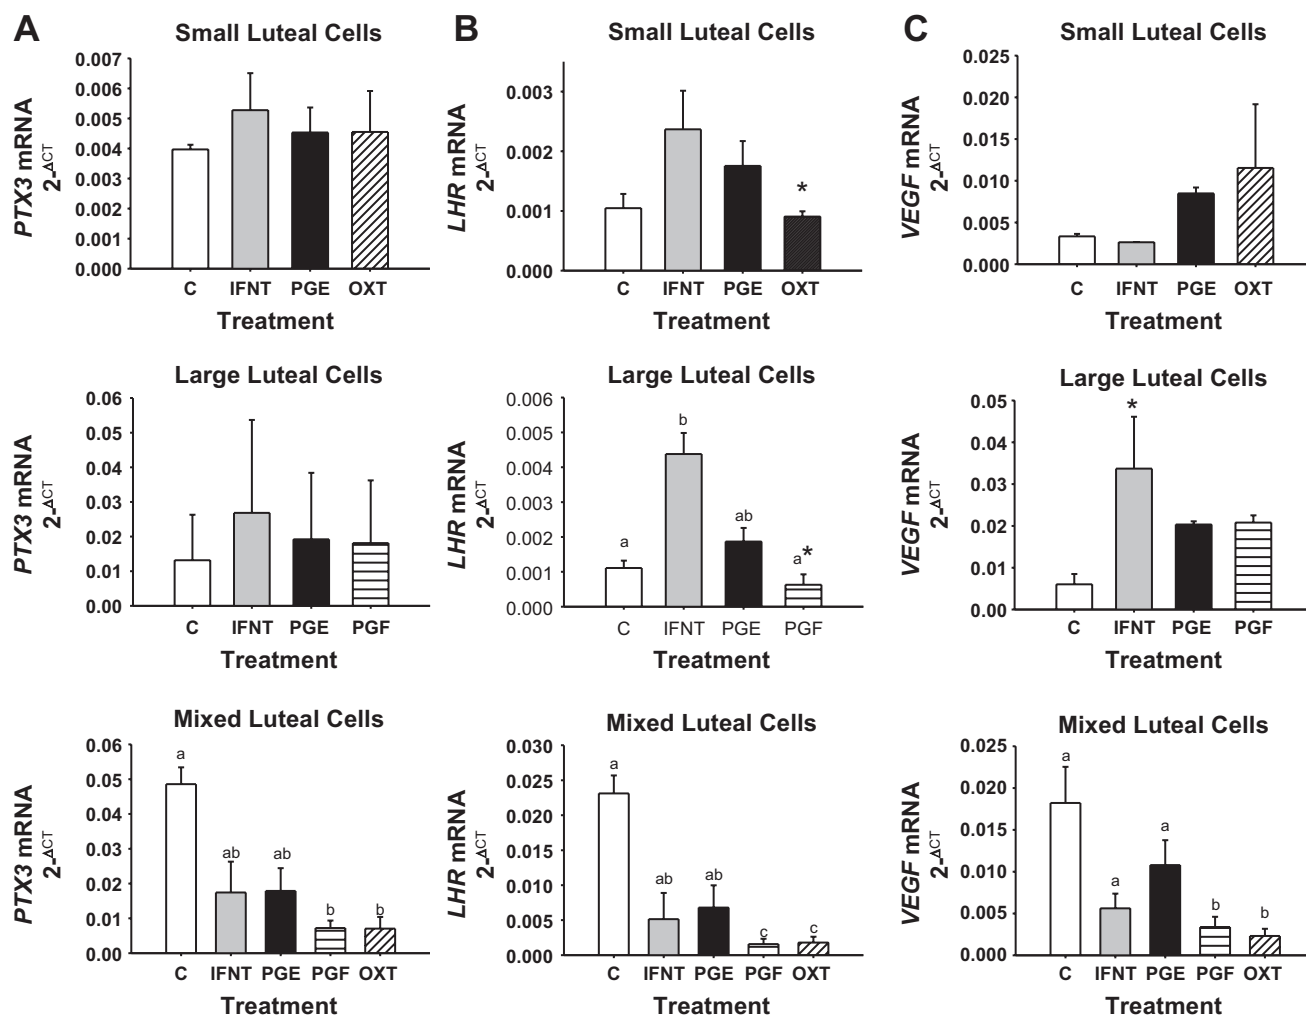 A
Small Luteal Cells
PTX3 mRNA
2-ΔCT
0.007
0.006
0.005
0.004
0.003
0.002
0.001
0.000
C IFNT PGE OXT
Treatment
Large Luteal Cells
PTX3 mRNA
2-ΔCT
0.06
0.05
0.04
0.03
0.02
0.01
0.00
C IFNT PGE PGF
Treatment
Mixed Luteal Cells
PTX3 mRNA
2-ΔCT
0.06
0.05
0.04
0.03
0.02
0.01
0.00
a ab ab b b
C IFNT PGE PGF OXT
Treatment
B
Small Luteal Cells
LHR mRNA
2-ΔCT
0.003
0.002
0.001
0.000
*
C IFNT PGE OXT
Treatment
Large Luteal Cells
LHR mRNA
2-ΔCT
0.006
0.005
0.004
0.003
0.002
0.001
0.000
a b ab a*
C IFNT PGE PGF
Treatment
Mixed Luteal Cells
LHR mRNA
2-ΔCT
0.030
0.025
0.020
0.015
0.010
0.005
0.000
a ab ab c c
C IFNT PGE PGF OXT
Treatment
C
Small Luteal Cells
VEGF mRNA
2-ΔCT
0.025
0.020
0.015
0.010
0.005
0.000
C IFNT PGE OXT
Treatment
Large Luteal Cells
VEGF mRNA
2-ΔCT
0.05
0.04
0.03
0.02
0.01
0.00
*
C IFNT PGE PGF
Treatment
Mixed Luteal Cells
VEGF mRNA
2-ΔCT
0.025
0.020
0.015
0.010
0.005
0.000
a a a b b
C IFNT PGE PGF OXT
Treatment